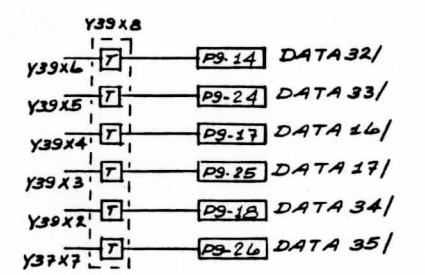 Y39X8
Y39X6 T P9-14 DATA 32/
Y39X5 T P9-24 DATA 33/
Y39X4 T P9-17 DATA 16/
Y39X3 T P9-25 DATA 17/
Y39X2 T P9-18 DATA 34/
Y37X7 T P9-26 DATA 35/